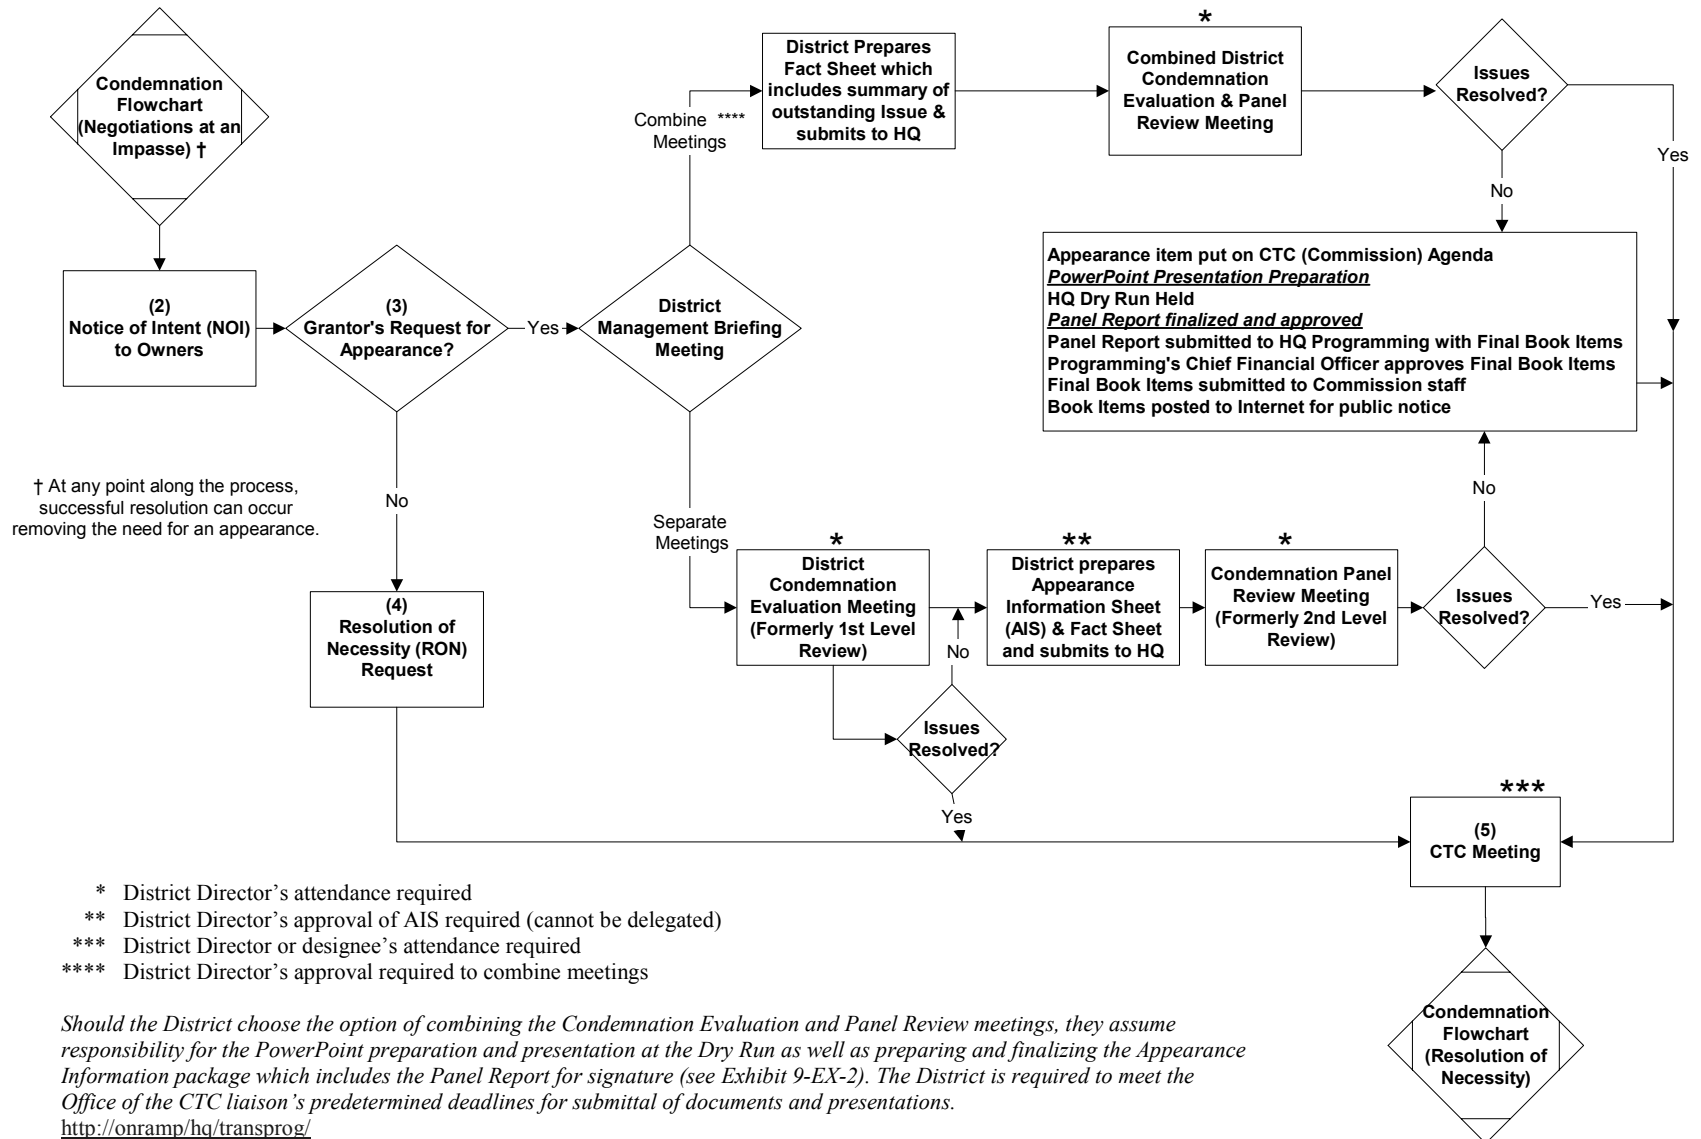 Condemnation
Flowchart
(Negotiations at an
Impasse) †
(2)
Notice of Intent (NOI)
to Owners
(3)
Grantor's Request for
Appearance?
Yes
No
(4)
Resolution of
Necessity (RON)
Request
† At any point along the process,
successful resolution can occur
removing the need for an appearance.
District
Management Briefing
Meeting
Combine ****
Meetings
District Prepares
Fact Sheet which
includes summary of
outstanding Issue &
submits to HQ
*
Combined District
Condemnation
Evaluation & Panel
Review Meeting
Issues
Resolved?
Yes
No
Appearance item put on CTC (Commission) Agenda
PowerPoint Presentation Preparation
HQ Dry Run Held
Panel Report finalized and approved
Panel Report submitted to HQ Programming with Final Book Items
Programming's Chief Financial Officer approves Final Book Items
Final Book Items submitted to Commission staff
Book Items posted to Internet for public notice
Separate
Meetings
*
District
Condemnation
Evaluation Meeting
(Formerly 1st Level
Review)
No
Issues
Resolved?
Yes
**
District prepares
Appearance
Information Sheet
(AIS) & Fact Sheet
and submits to HQ
*
Condemnation Panel
Review Meeting
(Formerly 2nd Level
Review)
No
Issues
Resolved?
Yes
***
(5)
CTC Meeting
Condemnation
Flowchart
(Resolution of
Necessity)
* District Director’s attendance required
** District Director’s approval of AIS required (cannot be delegated)
*** District Director or designee’s attendance required
**** District Director’s approval required to combine meetings
Should the District choose the option of combining the Condemnation Evaluation and Panel Review meetings, they assume
responsibility for the PowerPoint preparation and presentation at the Dry Run as well as preparing and finalizing the Appearance
Information package which includes the Panel Report for signature (see Exhibit 9-EX-2). The District is required to meet the
Office of the CTC liaison’s predetermined deadlines for submittal of documents and presentations.
http://onramp/hq/transprog/